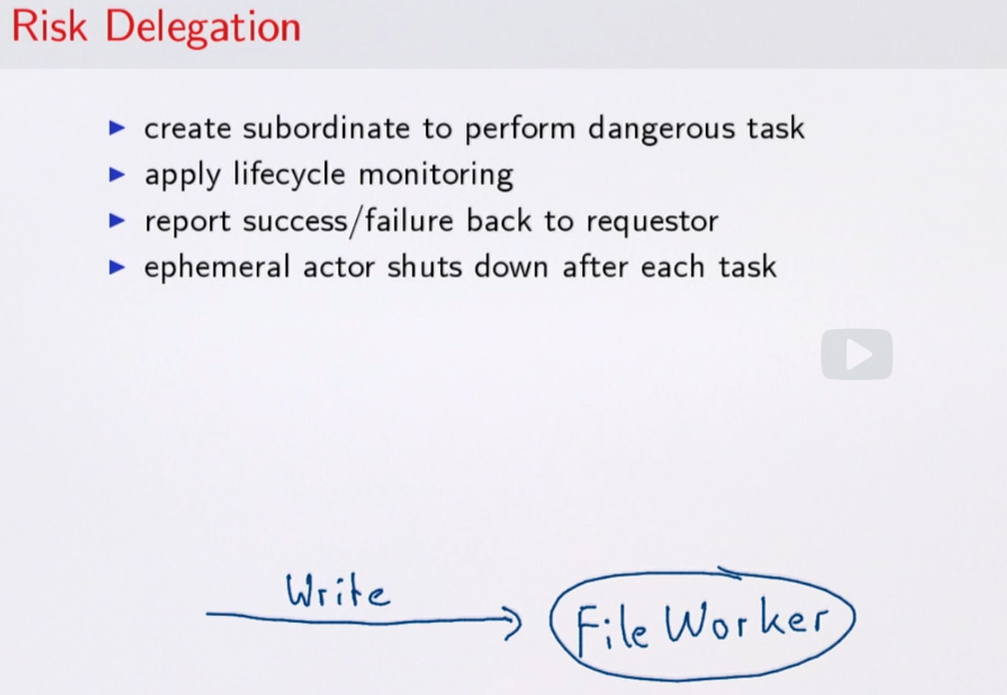 Risk Delegation
create subordinate to perform dangerous task
apply lifecycle monitoring
report success/failure back to requestor
ephemeral actor shuts down after each task
Write
File Worker